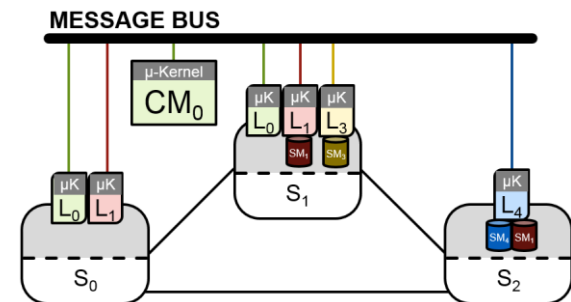 MESSAGE BUS
µ-Kernel
CM₀
µK
µK
µK
L₀
L₁
L₃
SM₁
SM₃
S₁
µK
µK
L₀
L₁
S₀
µK
L₄
SM₄
SM₁
S₂